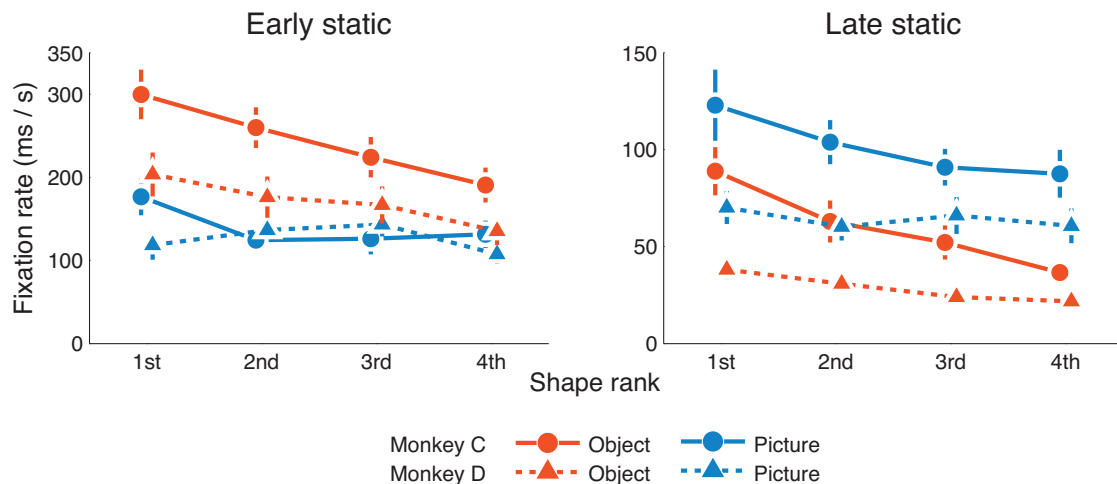 Early static
Late static
Fixation rate (ms / s)
350
300
200
100
0
1st 2nd 3rd 4th
150
100
50
0
1st 2nd 3rd 4th
Shape rank
Monkey C Object Picture
Monkey D Object Picture